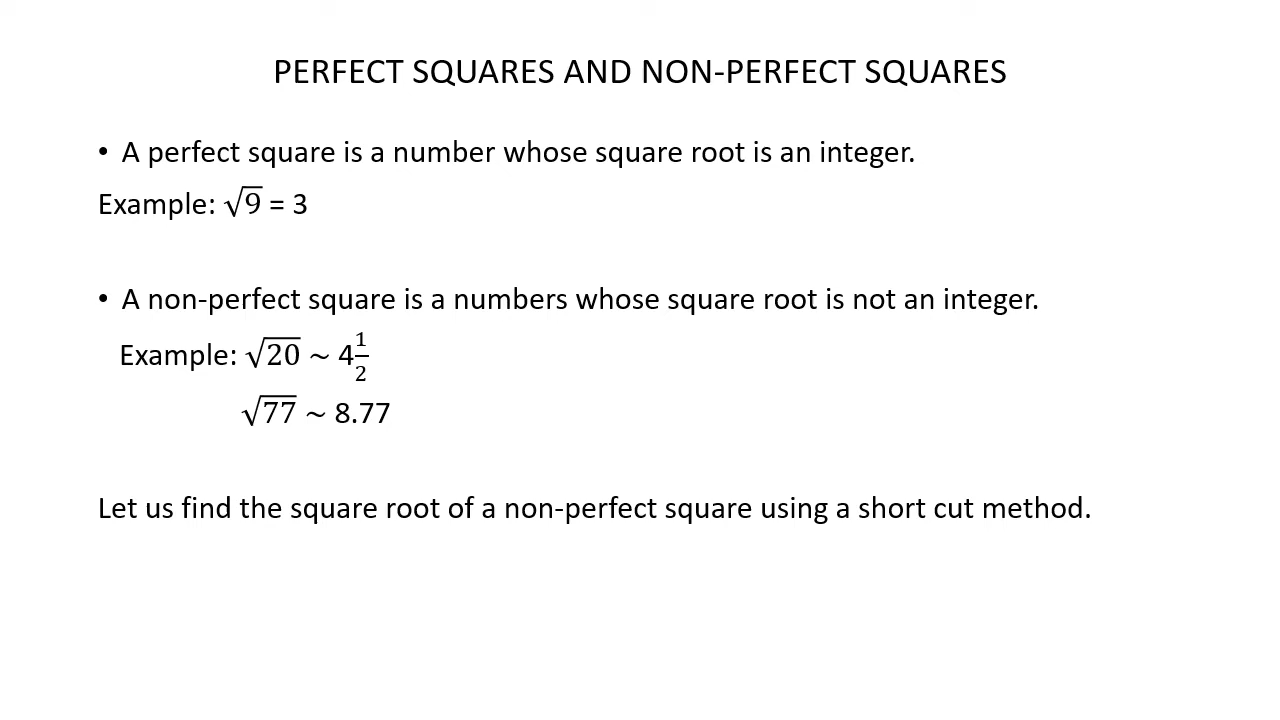 PERFECT SQUARES AND NON-PERFECT SQUARES
• A perfect square is a number whose square root is an integer.
Example: √9 = 3
• A non-perfect square is a numbers whose square root is not an integer.
Example: √20 ~ 4 1/2
√77 ~ 8.77
Let us find the square root of a non-perfect square using a short cut method.